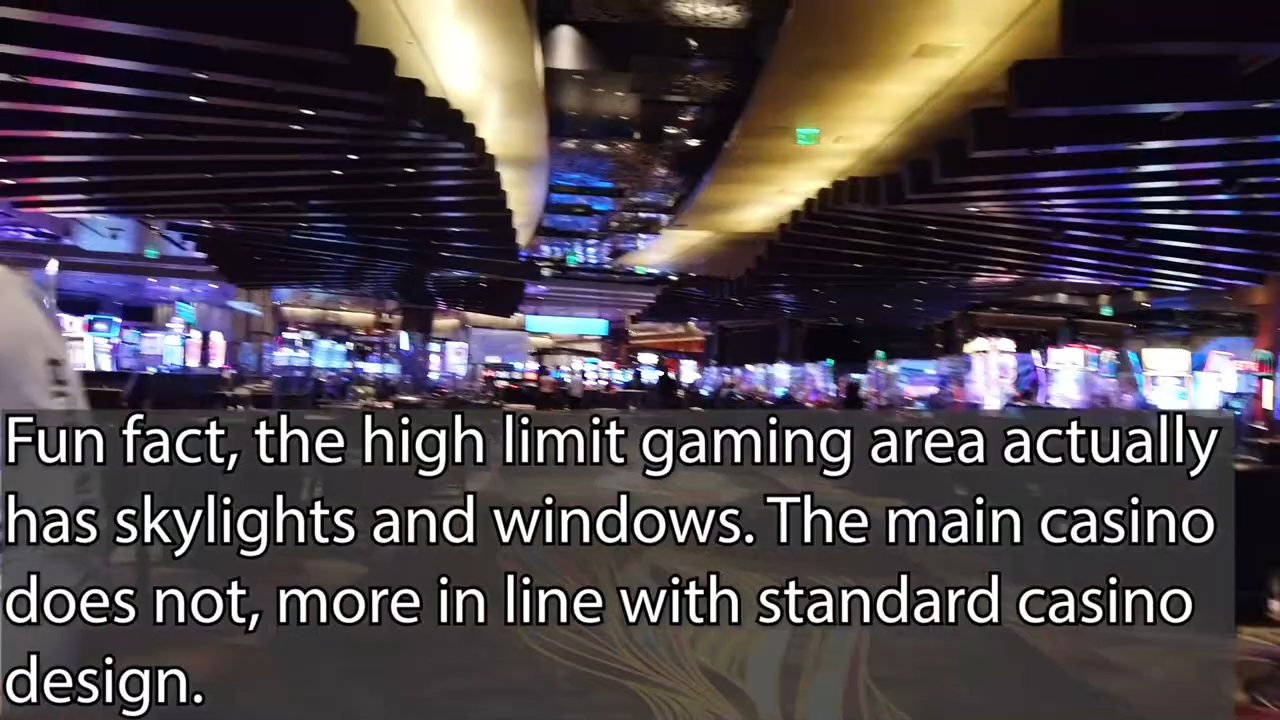 Fun fact, the high limit gaming area actually
has skylights and windows. The main casino
does not, more in line with standard casino
design.